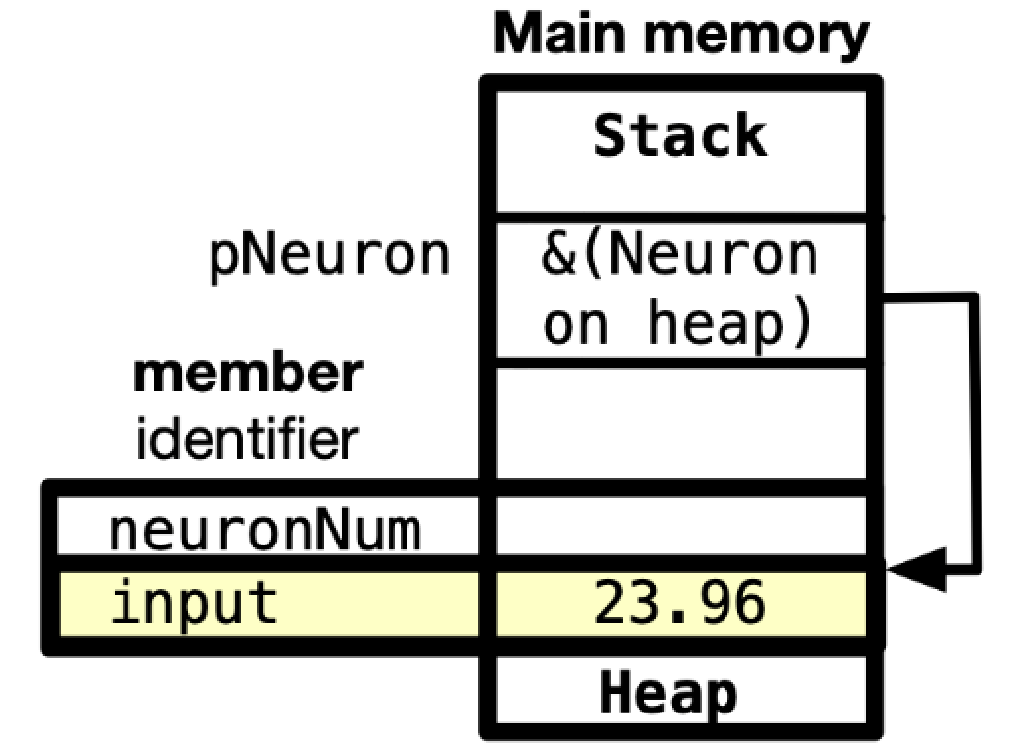 Main memory
Stack
pNeuron
&(Neuron
on heap)
member
identifier
neuronNum
input
23.96
Heap